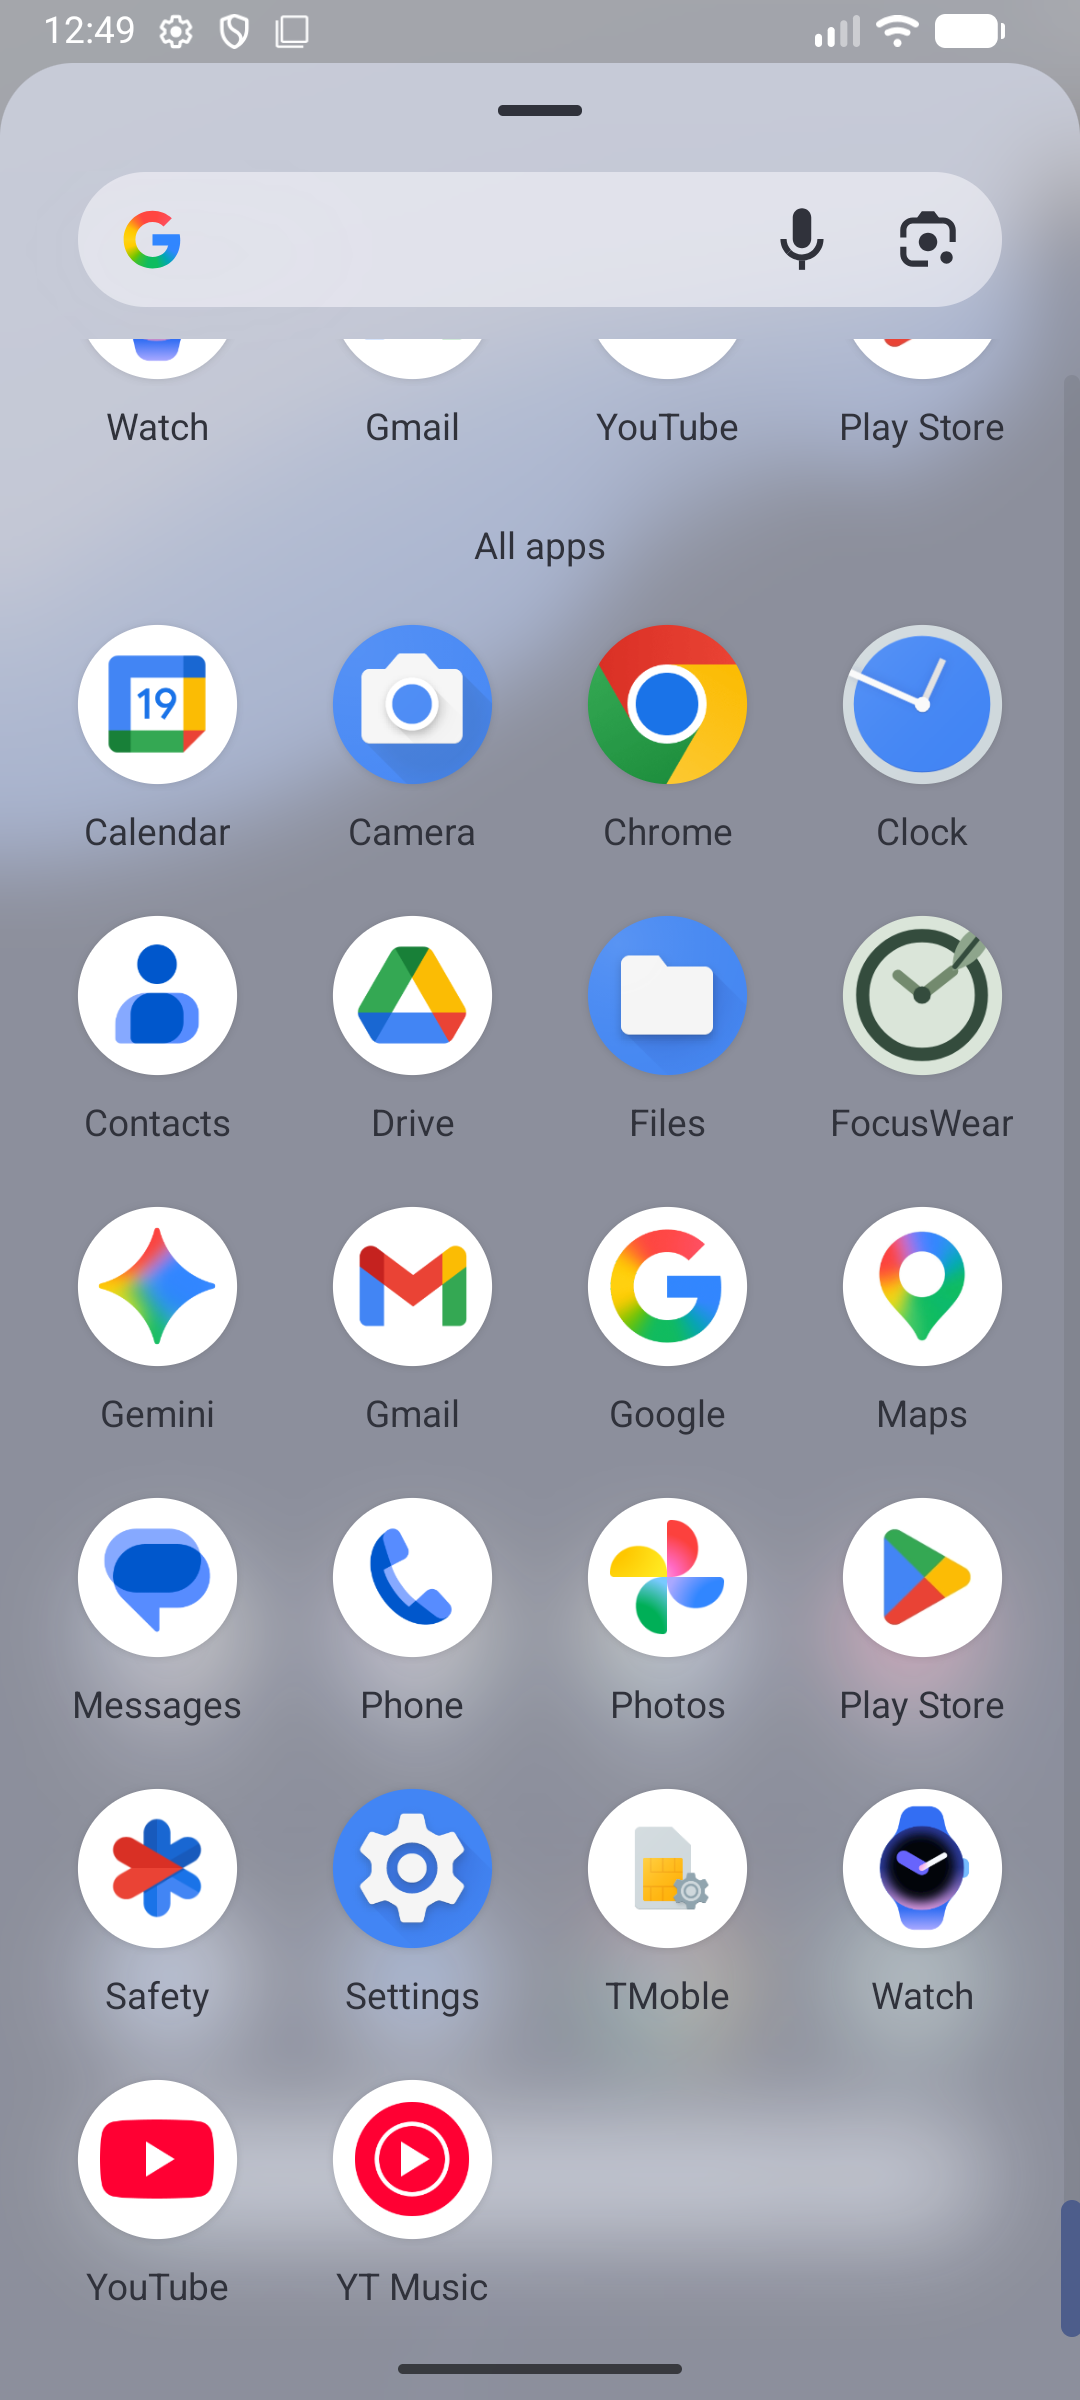 12:49
Watch Gmail YouTube Play Store
All apps
19
Calendar Camera Chrome Clock
Contacts Drive Files FocusWear
Gemini Gmail Google Maps
Messages Phone Photos Play Store
Safety Settings TMoble Watch
YouTube YT Music